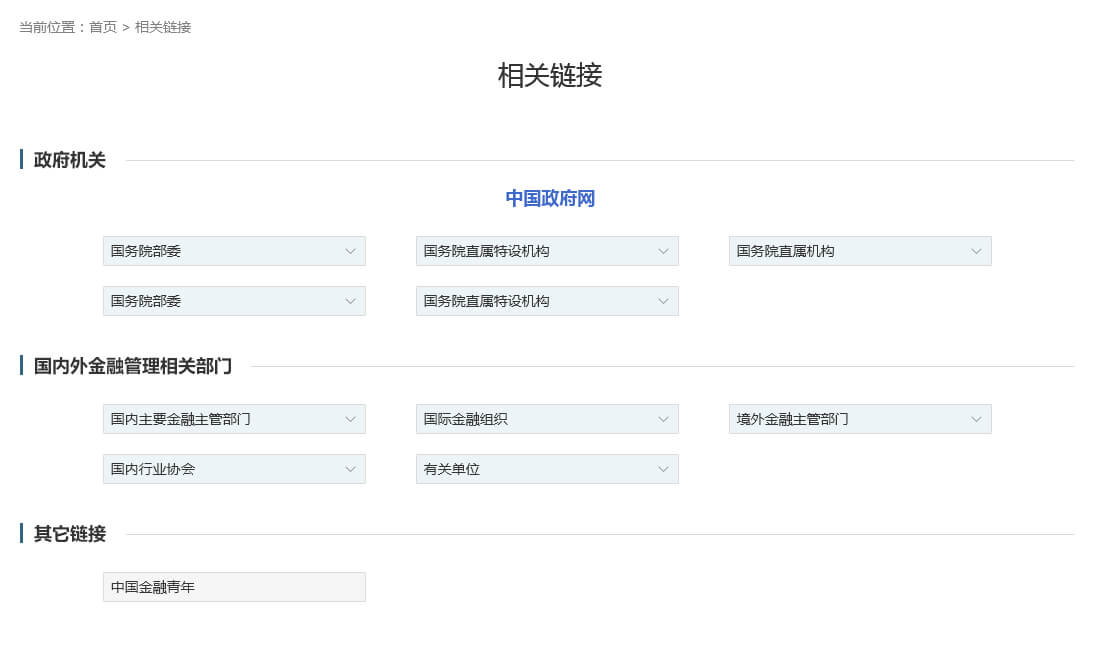 当前位置：首页 > 相关链接
相关链接
政府机关
中国政府网
国务院部委 国务院直属特设机构 国务院直属机构
国务院部委 国务院直属特设机构
国内外金融管理相关部门
国内主要金融主管部门 国际金融组织 境外金融主管部门
国内行业协会 有关单位
其它链接
中国金融青年